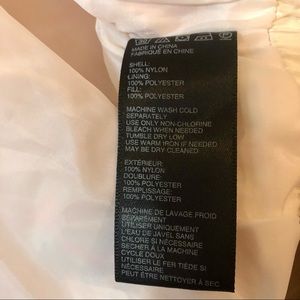 MADE IN CHINA
FABRIQUÉ EN CHINE
SHELL:
100% NYLON
LINING:
100% POLYESTER
FILL:
100% POLYESTER
MACHINE WASH COLD
SEPARATELY
USE ONLY NON-CHLORINE
BLEACH WHEN NEEDED
TUMBLE DRY LOW
USE WARM IRON IF NEEDED
MAY BE DRY CLEANED
EXTÉRIEUR:
100% NYLON
DOUBLURE:
100% POLYESTER
REMPLISSAGE:
100% POLYESTER
MACHINE DE LAVAGE FROID
SÉPARATEMENT
UTILISER UNIQUEMENT
L'EAU DE JAVEL SANS
CHLORE SI NÉCESSAIRE
SÉCHER À LA MACHINE
CYCLE DOUX
UTILISER LE FER TIÈDE SI
NÉCESSAIRE
PEUT ÊTRE NETTOYER À SEC